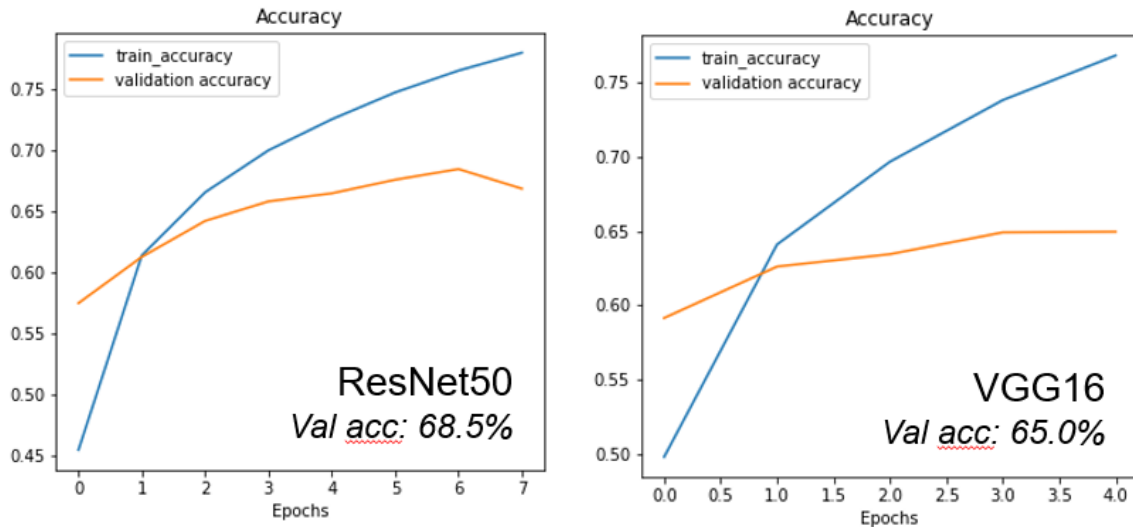 Accuracy
train_accuracy
validation accuracy
0.75
0.70
0.65
0.60
0.55
0.50
0.45
ResNet50
Val acc: 68.5%
0 1 2 3 4 5 6 7
Epochs
Accuracy
train_accuracy
validation accuracy
0.75
0.70
0.65
0.60
0.55
0.50
VGG16
Val acc: 65.0%
0.0 0.5 1.0 1.5 2.0 2.5 3.0 3.5 4.0
Epochs